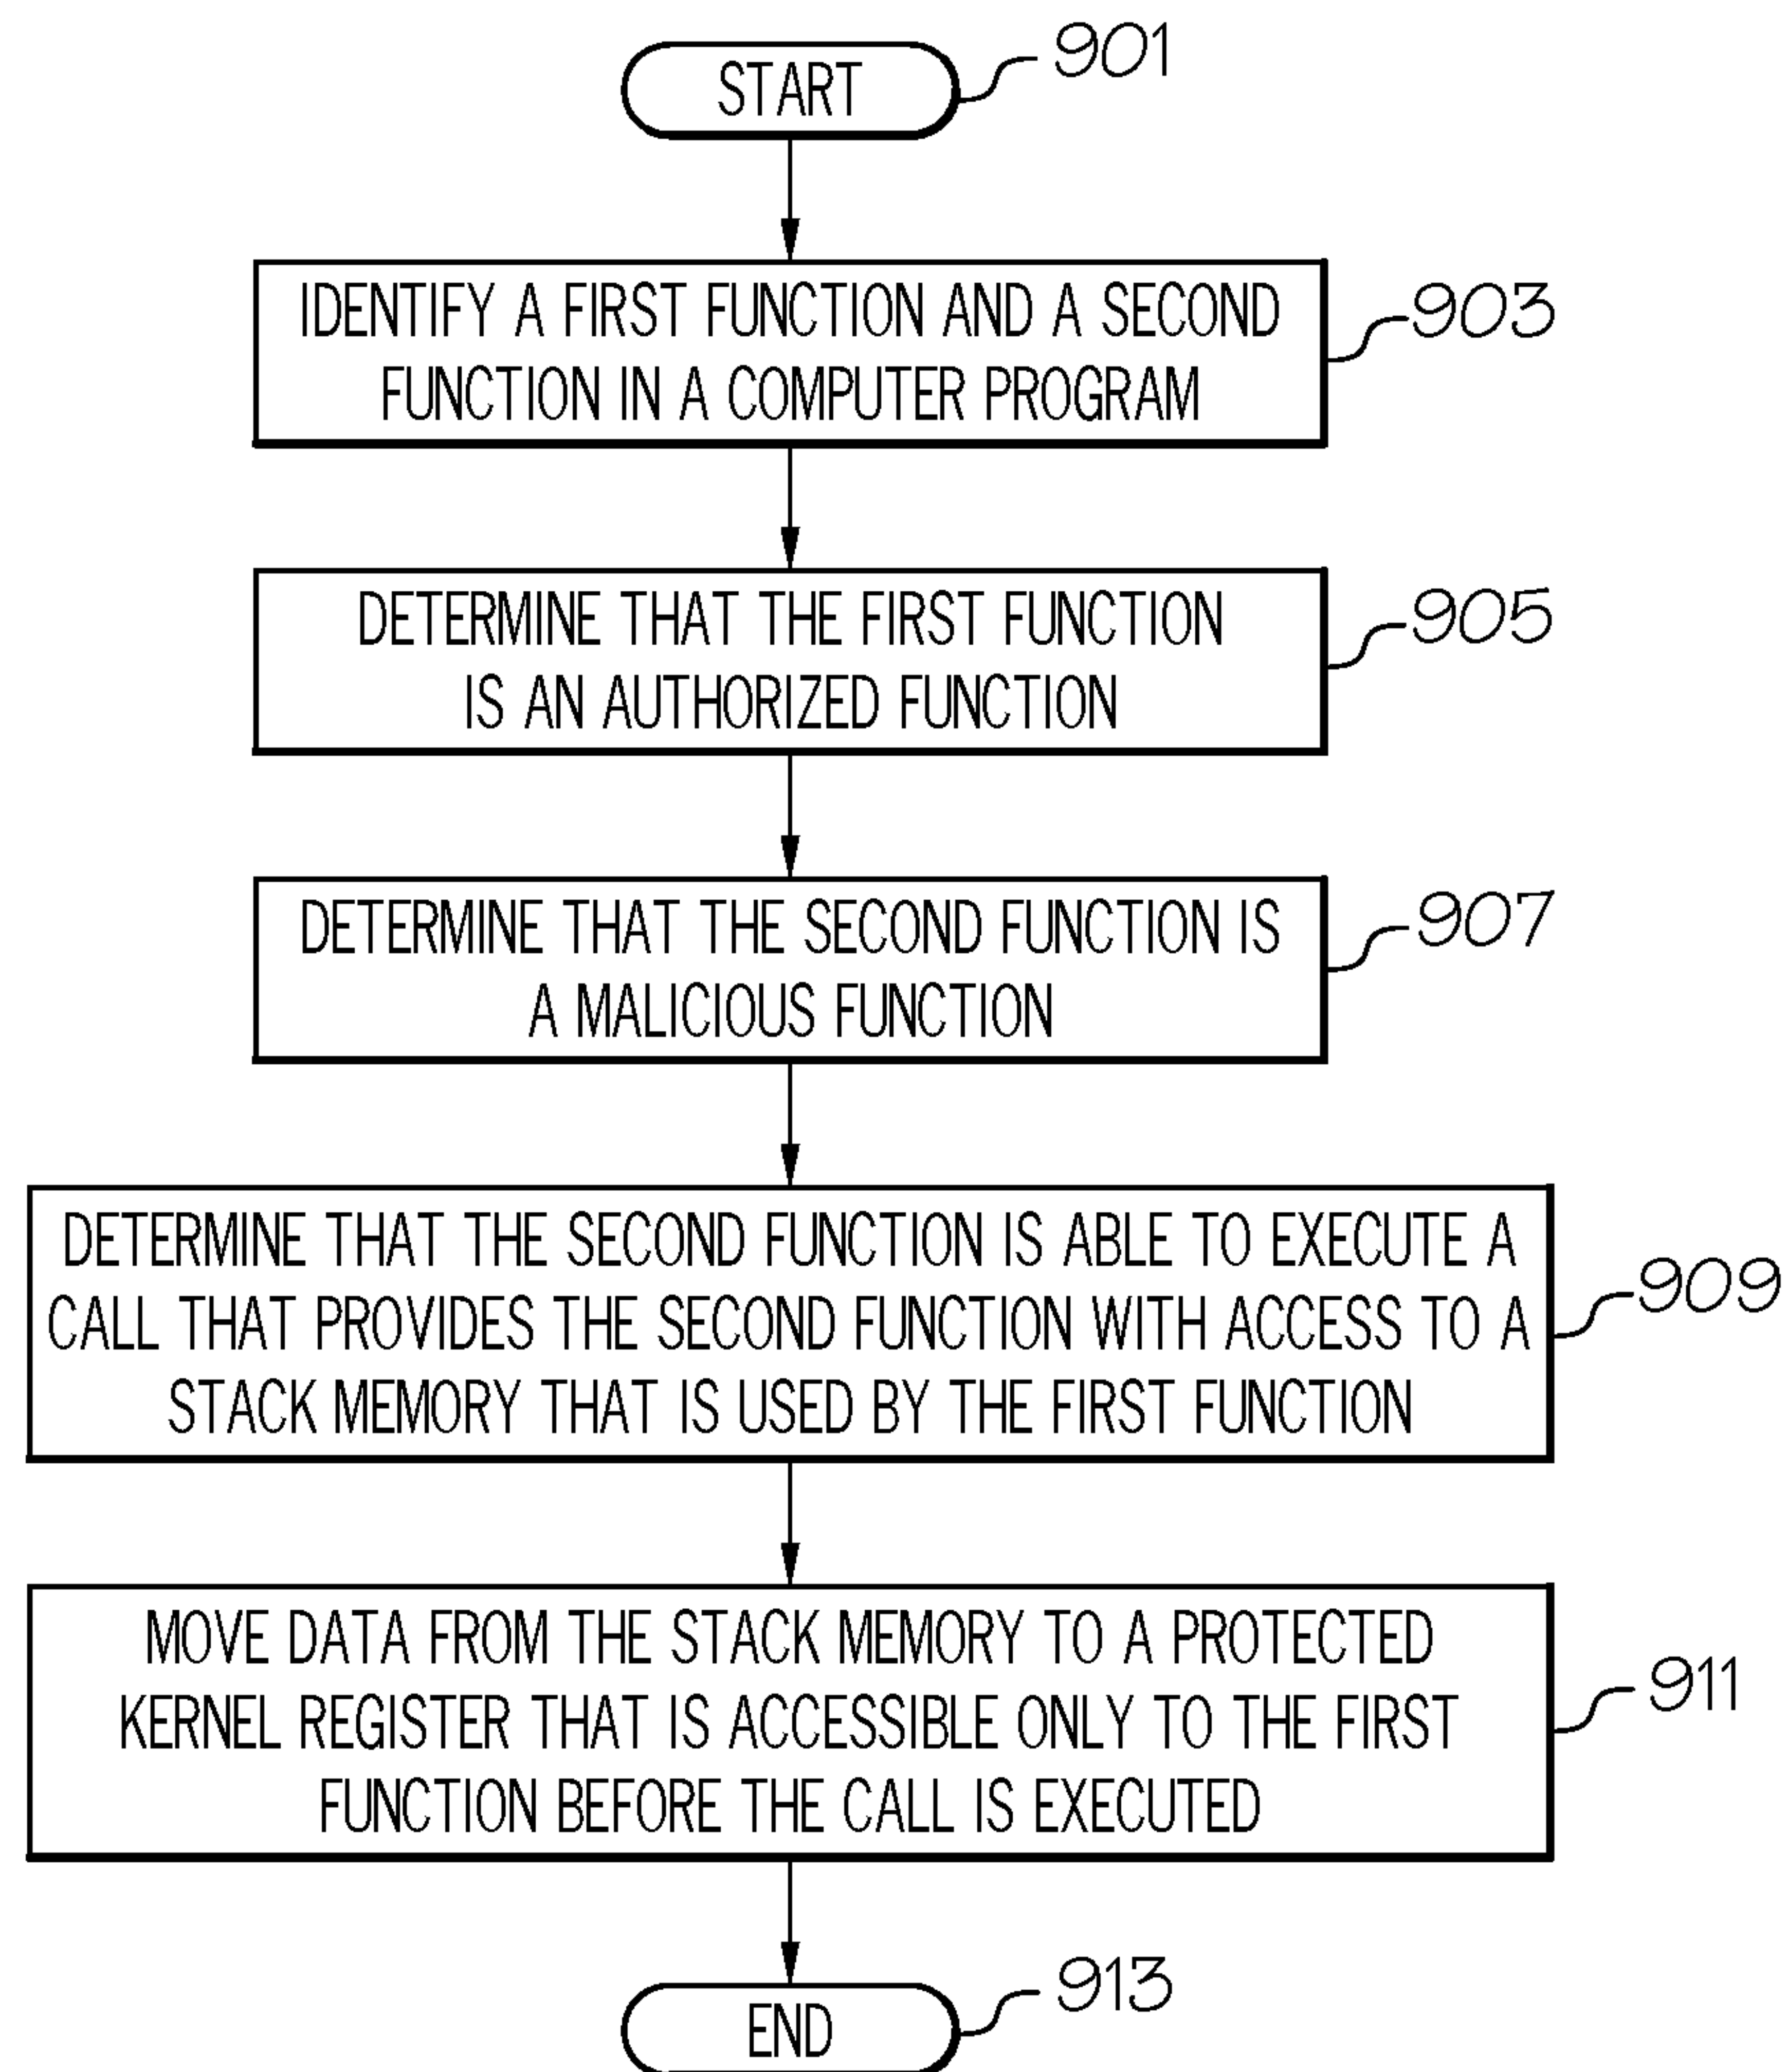 START
901
IDENTIFY A FIRST FUNCTION AND A SECOND
FUNCTION IN A COMPUTER PROGRAM
903
DETERMINE THAT THE FIRST FUNCTION
IS AN AUTHORIZED FUNCTION
905
DETERMINE THAT THE SECOND FUNCTION IS
A MALICIOUS FUNCTION
907
DETERMINE THAT THE SECOND FUNCTION IS ABLE TO EXECUTE A
CALL THAT PROVIDES THE SECOND FUNCTION WITH ACCESS TO A
STACK MEMORY THAT IS USED BY THE FIRST FUNCTION
909
MOVE DATA FROM THE STACK MEMORY TO A PROTECTED
KERNEL REGISTER THAT IS ACCESSIBLE ONLY TO THE FIRST
FUNCTION BEFORE THE CALL IS EXECUTED
911
END
913